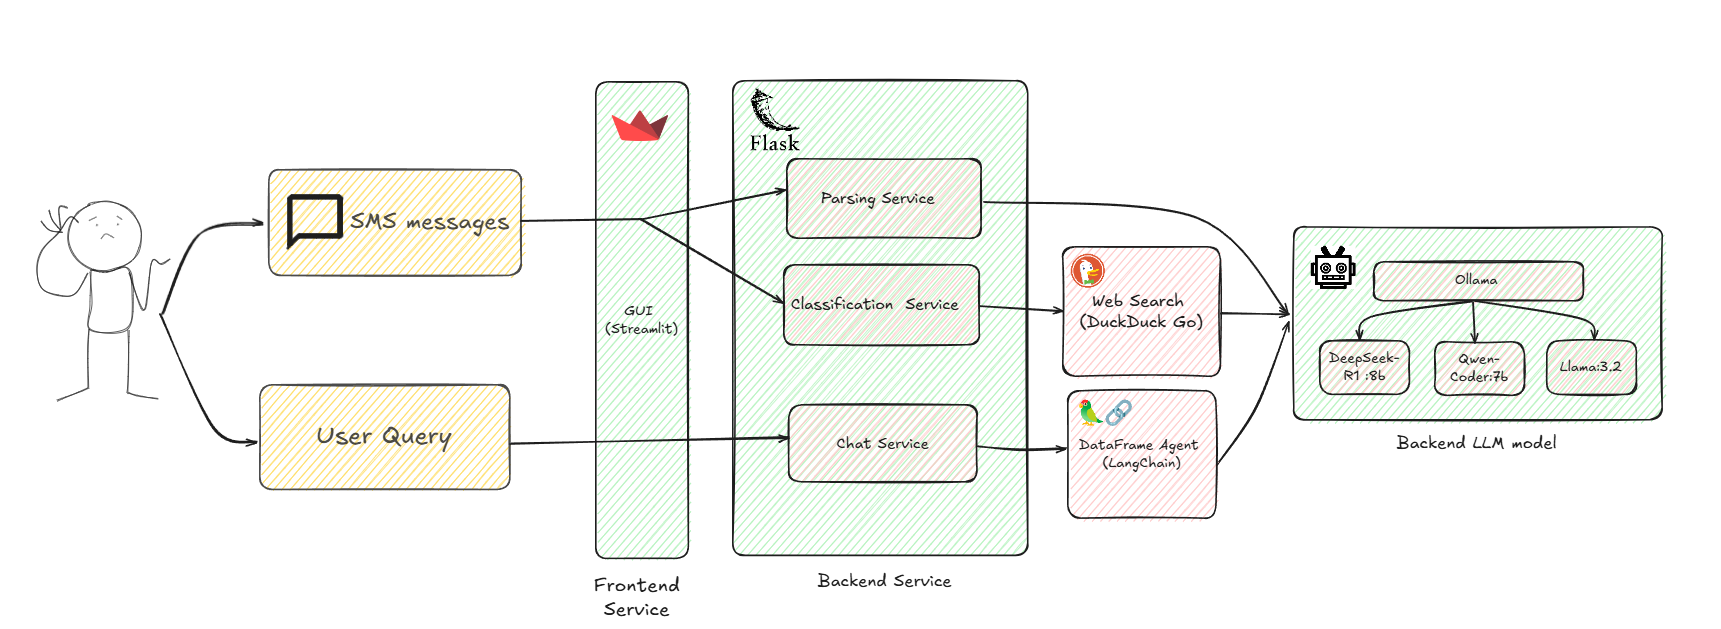 SMS messages
User Query
GUI
(Streamlit)
Frontend
Service
Flask
Parsing Service
Classification Service
Chat Service
Backend Service
Web Search
(DuckDuck Go)
DataFrame Agent
(LangChain)
Ollama
DeepSeek-
R1 :8b
Qwen-
Coder:7b
Llama:3.2
Backend LLM model